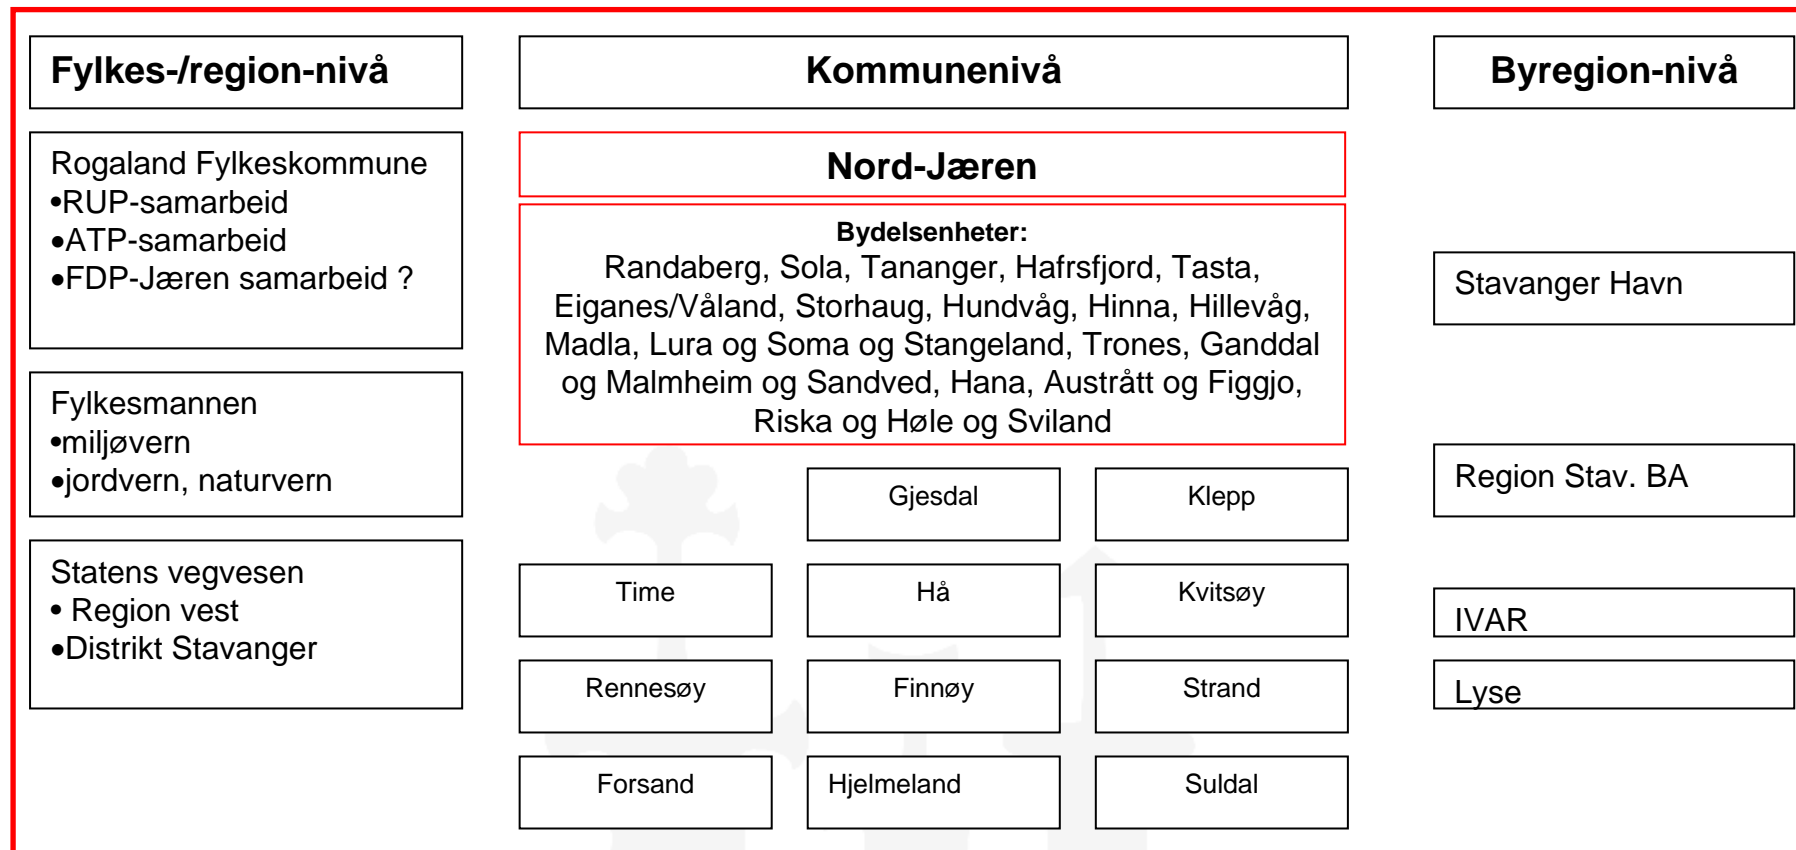 Fylkes-/region-nivå
Rogaland Fylkeskommune
•RUP-samarbeid
•ATP-samarbeid
•FDP-Jæren samarbeid ?
Fylkesmannen
•miljøvern
•jordvern, naturvern
Statens vegvesen
• Region vest
•Distrikt Stavanger
Kommunenivå
Nord-Jæren
Bydelsenheter:
Randaberg, Sola, Tananger, Hafrsfjord, Tasta,
Eiganes/Våland, Storhaug, Hundvåg, Hinna, Hillevåg,
Madla, Lura og Soma og Stangeland, Trones, Ganddal
og Malmheim og Sandved, Hana, Austrått og Figgjo,
Riska og Høle og Sviland
Gjesdal
Klepp
Time
Hå
Kvitsøy
Rennesøy
Finnøy
Strand
Forsand
Hjelmeland
Suldal
Byregion-nivå
Stavanger Havn
Region Stav. BA
IVAR
Lyse